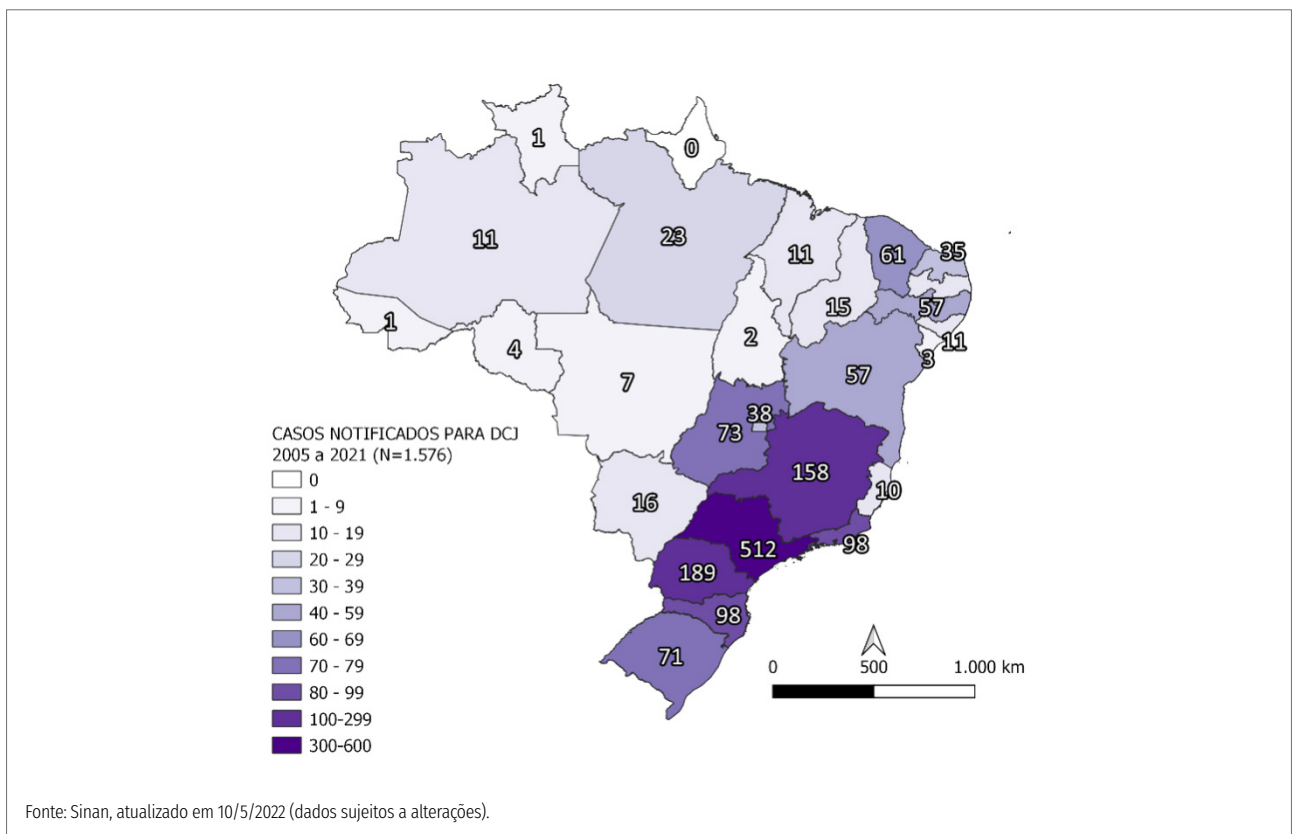 1
0
11
23
11
61
35
15
57
1
4
2
11
3
7
57
38
73
158
16
10
512
98
189
98
71
CASOS NOTIFICADOS PARA DCJ
2005 a 2021 (N=1.576)
0
1 - 9
10 - 19
20 - 29
30 - 39
40 - 59
60 - 69
70 - 79
80 - 99
100-299
300-600
0 500 1.000 km
Fonte: Sinan, atualizado em 10/5/2022 (dados sujeitos a alterações).